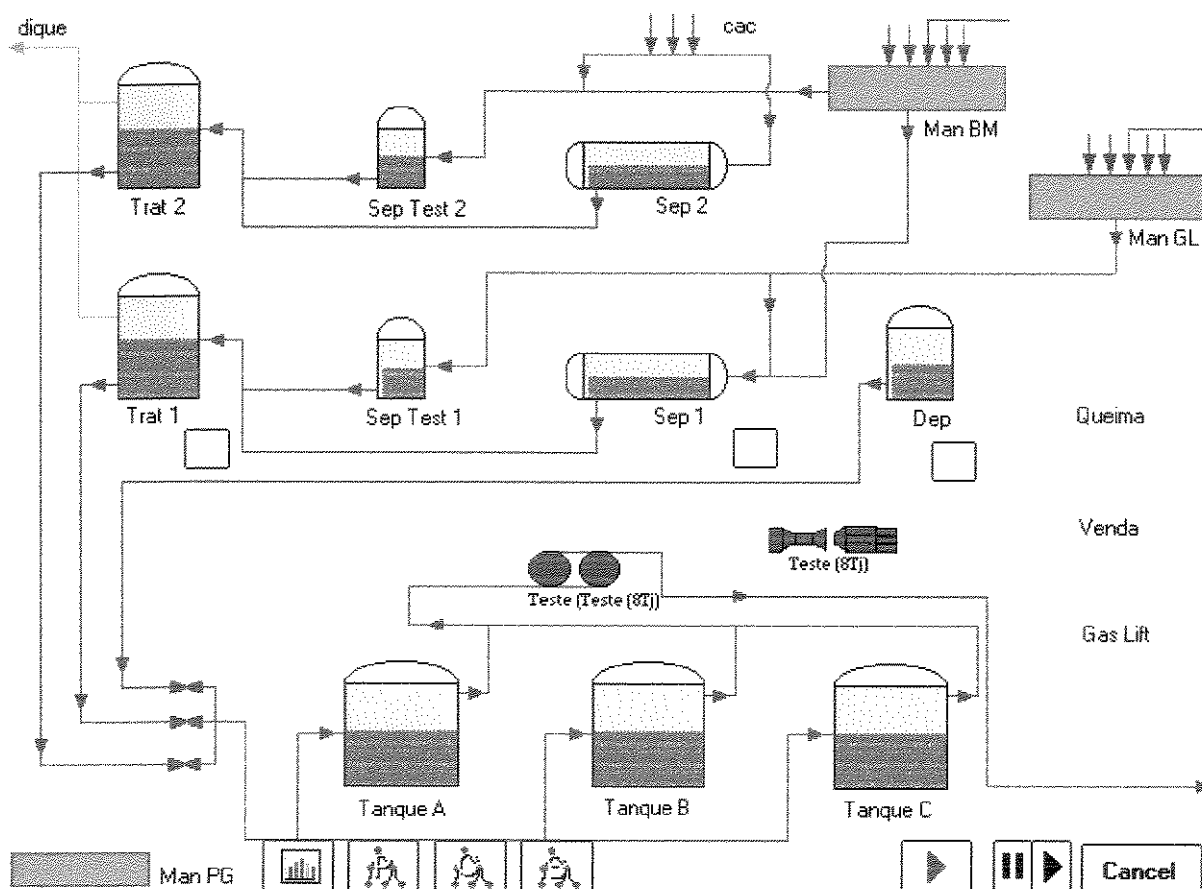 dique
cac
Man BM
Man GL
Trat 2
Sep Test 2
Sep 2
Trat 1
Sep Test 1
Sep 1
Dep
Queima
Venda
Teste (8Tj)
Teste (Teste (8Tj)
Gas Lift
Tanque A
Tanque B
Tanque C
Man PG
Cancel